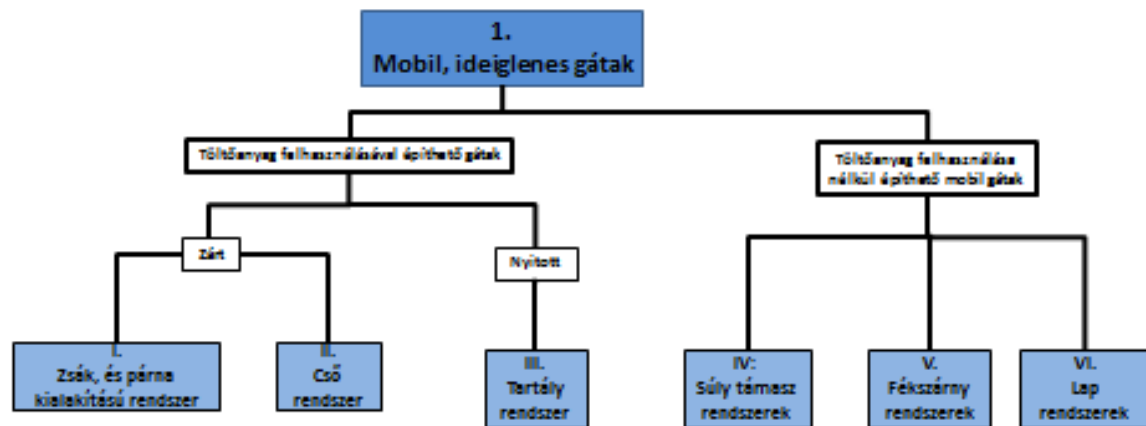 1.
Mobil, ideiglenes gátak
Töltőanyag felhasználásával építhető gátak
Töltőanyag felhasználása
nélkül építhető mobil gátak
Zárt
Nyitott
I.
Zsák, és párna
kialakítású rendszer
II.
Cső
rendszer
III.
Tartály
rendszer
IV:
Súly támasz
rendszerek
V.
Fékszárny
rendszerek
VI.
Lap
rendszerek